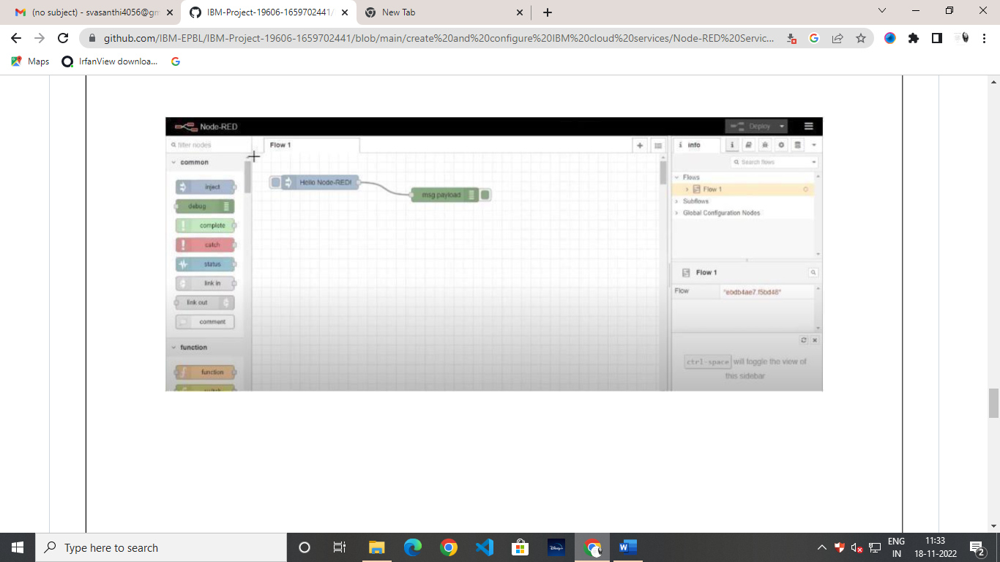 (no subject) - svasanthi4056@gm
IBM-Project-19606-1659702441/
New Tab
github.com/IBM-EPBL/IBM-Project-19606-1659702441/blob/main/create%20and%20configure%20IBM%20cloud%20services/Node-RED%20Servic...
Maps
IrfanView downloa...
Node-RED
Deploy
filter nodes
Flow 1
i info
i
Search flows
common
Hello Node-RED!
msg.payload
Flows
Flow 1
Subflows
Global Configuration Nodes
inject
debug
complete
catch
status
link in
link out
comment
function
function
switch
Flow 1
Flow
ctrl-space will toggle the view of
this sidebar
Type here to search
Disney+
W
ENG
IN
11:33
18-11-2022
2